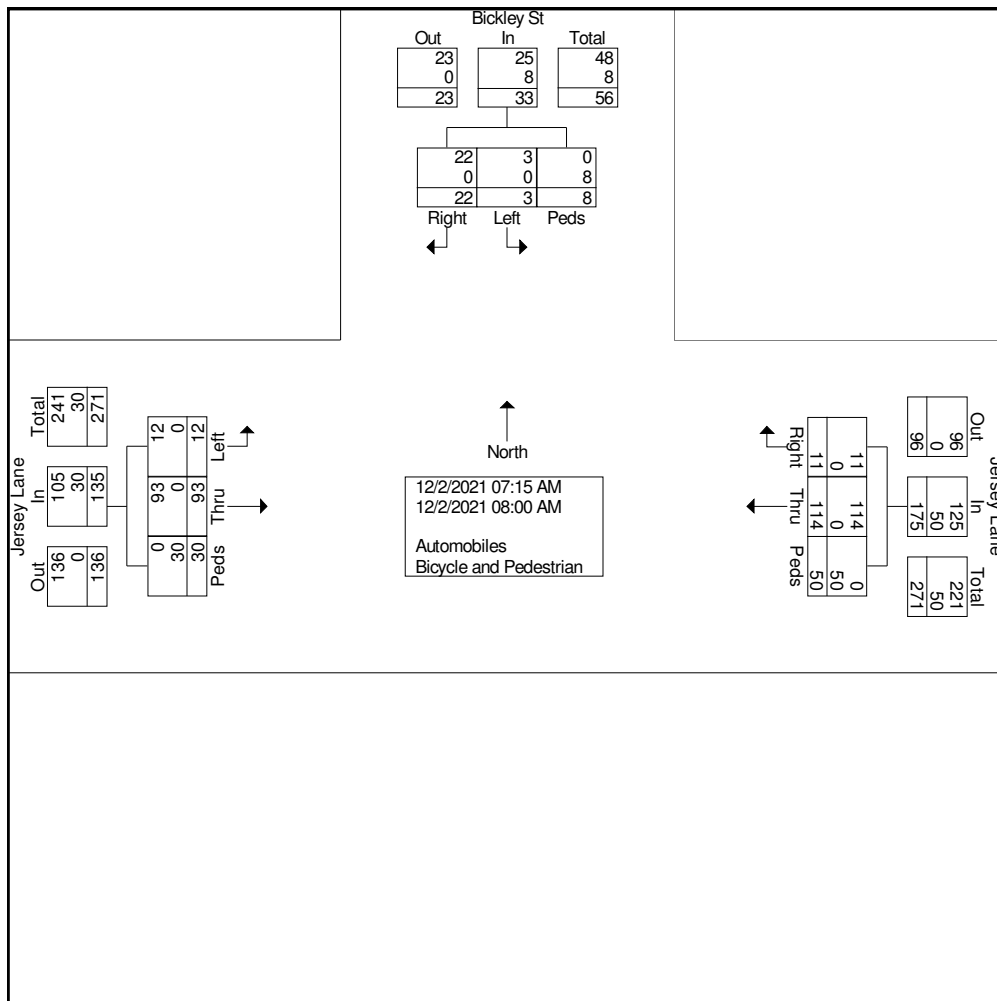 Bickley St
Out In Total
23 25 48
0 8 8
23 33 56
22 3 0
0 0 8
22 3 8
Right Left Peds
Jersey Lane
Out In Total
136 105 241
0 30 30
136 135 271
Left Thru Peds
12 93 0
0 0 30
12 93 30
North
12/2/2021 07:15 AM
12/2/2021 08:00 AM
Automobiles
Bicycle and Pedestrian
Right Thru Peds
11 114 0
0 0 50
11 114 50
Jersey Lane
Out In Total
96 125 221
0 50 50
96 175 271